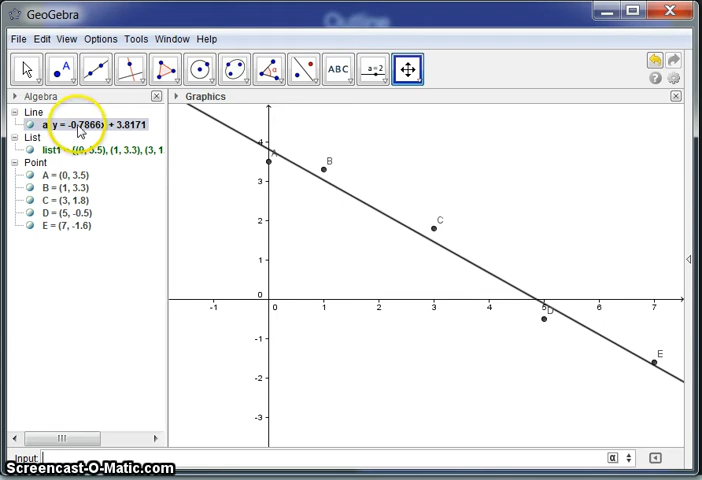 Outline
GeoGebra
File Edit View Options Tools Window Help
A ABC a=2
Algebra
Graphics
Line
a: y = -0.7866x + 3.8171
List
list1 = {(0, 3.5), (1, 3.3), (3, 1
Point
A = (0, 3.5)
B = (1, 3.3)
C = (3, 1.8)
D = (5, -0.5)
E = (7, -1.6)
4
A
B
3
C
2
1
0
-1 0 1 2 3 4 5 6 7
D
-1
E
-2
-3
Input:
α
Screencast-O-Matic.com